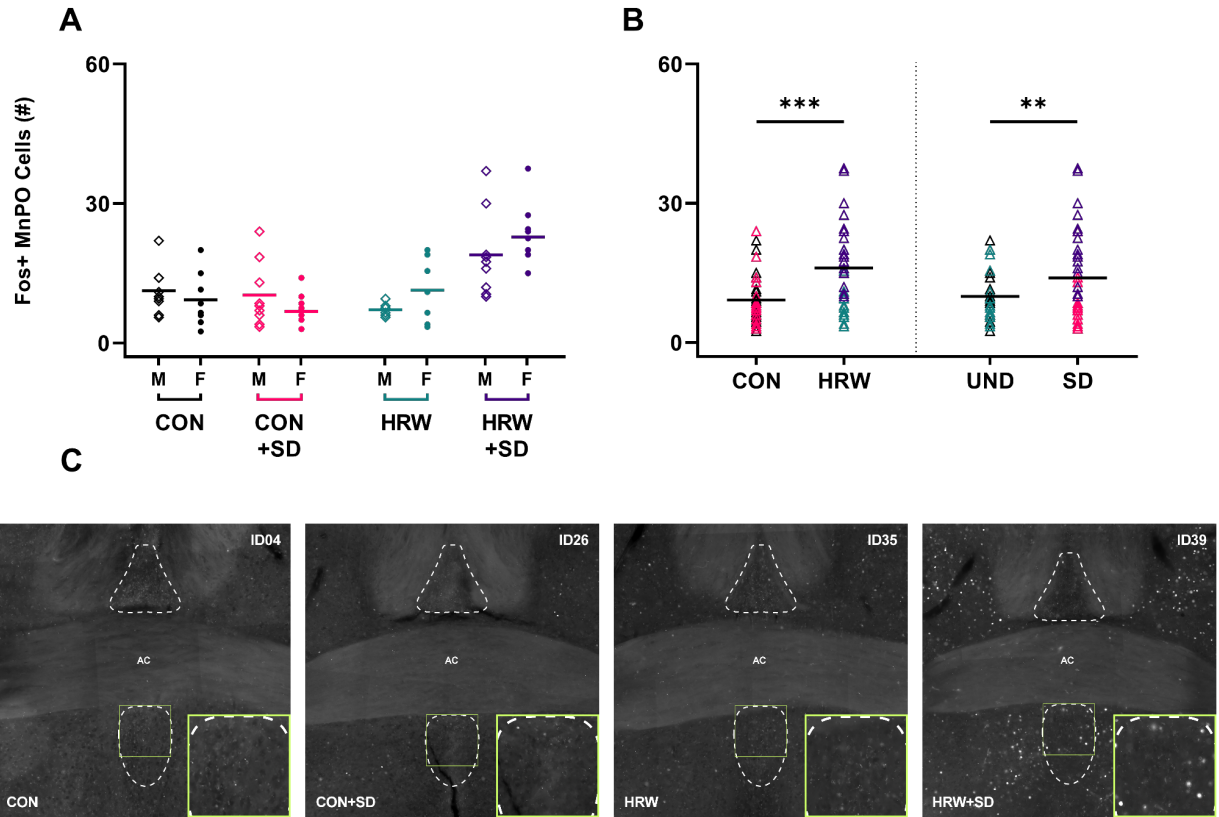 A
B
Fos+ MnPO Cells (#)
60
30
0
M F M F M F M F
CON
CON
+SD
HRW
HRW
+SD
60
30
0
***
**
CON HRW UND SD
C
ID04
AC
CON
ID26
AC
CON+SD
ID35
AC
HRW
ID39
AC
HRW+SD